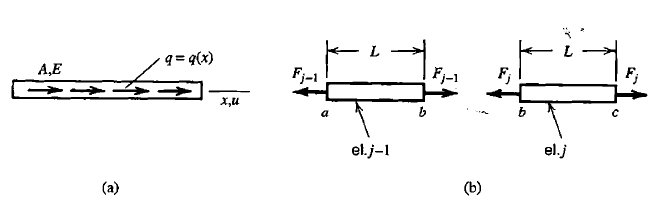 q = q(x)
A,E
x,u
L
L
F_{j-1} F_{j-1} F_j F_j
a b b c
el.j−1 el.j
(a) (b)